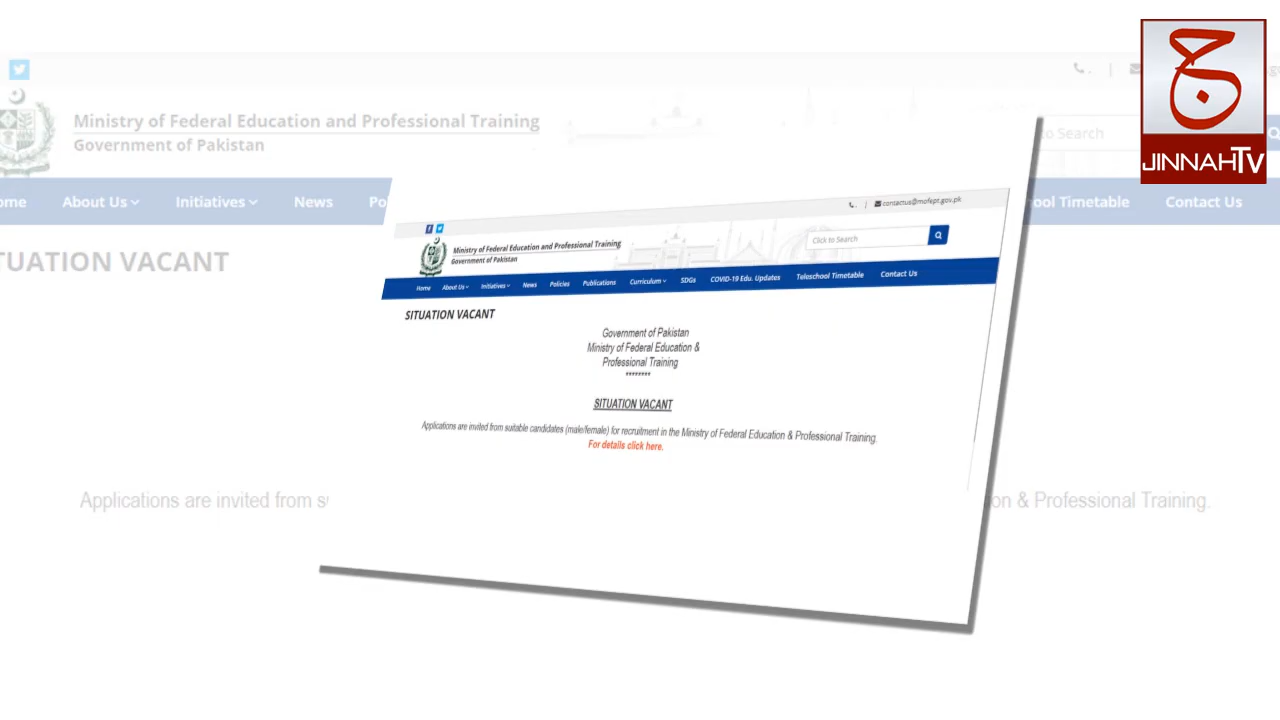 contactus@mofept.gov.pk
Ministry of Federal Education and Professional Training
Government of Pakistan
Click to Search
Home About Us Initiatives News Policies Publications Curriculum SDGs COVID-19 Edu. Updates Teleschool Timetable Contact Us
SITUATION VACANT
Government of Pakistan
Ministry of Federal Education &
Professional Training
********
SITUATION VACANT
Applications are invited from suitable candidates (male/female) for recruitment in the Ministry of Federal Education & Professional Training.
For details click here.
Ministry of Federal Education and Professional Training
Government of Pakistan
to Search
ome About Us Initiatives News Po
ool Timetable Contact Us
TUATION VACANT
Applications are invited from s
on & Professional Training.
ج
JINNAH TV